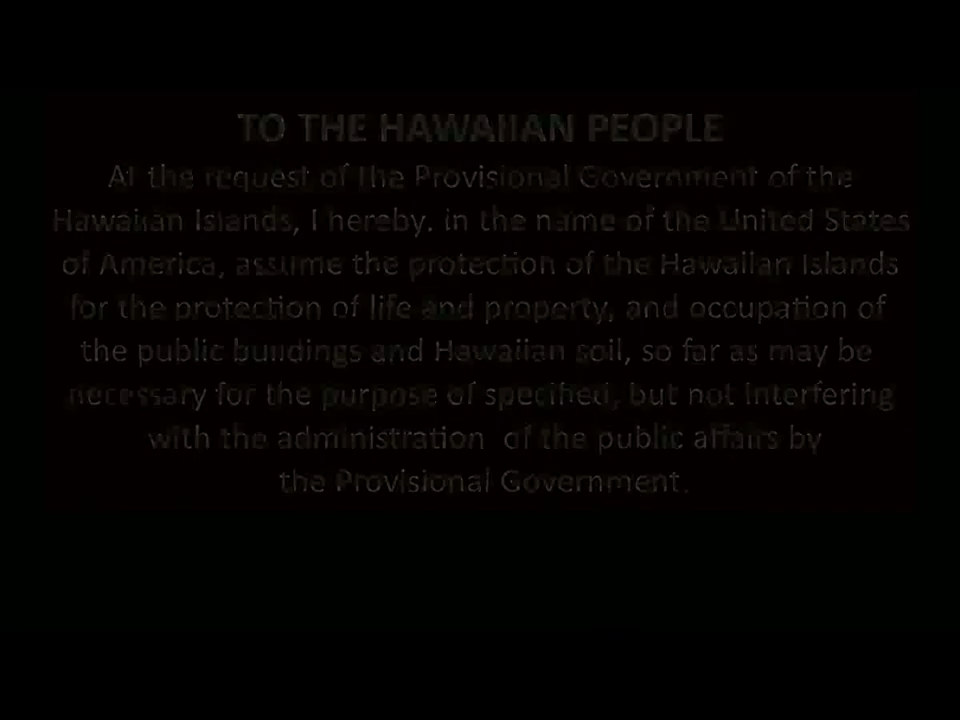 TO THE HAWAIIAN PEOPLE
At the request of the Provisional Government of the
Hawaiian Islands, I hereby, in the name of the United States
of America, assume the protection of the Hawaiian Islands
for the protection of life and property, and occupation of
the public buildings and Hawaiian soil, so far as may be
necessary for the purpose of specified, but not interfering
with the administration of the public affairs by
the Provisional Government.